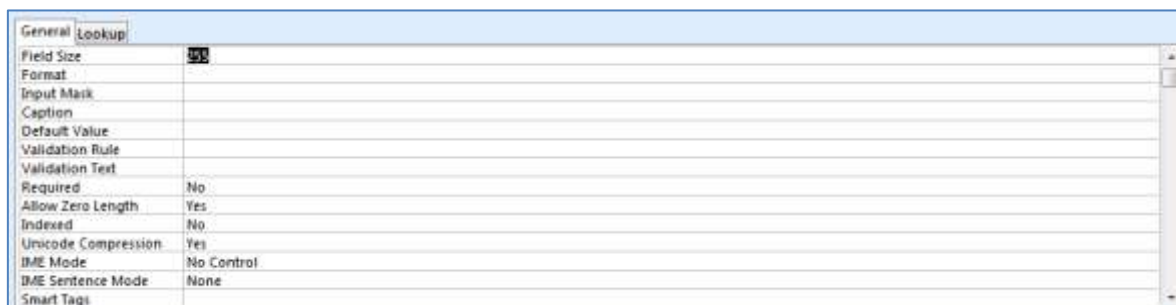 General Lookup
Field Size 255
Format
Input Mask
Caption
Default Value
Validation Rule
Validation Text
Required No
Allow Zero Length Yes
Indexed No
Unicode Compression Yes
IME Mode No Control
IME Sentence Mode None
Smart Tags